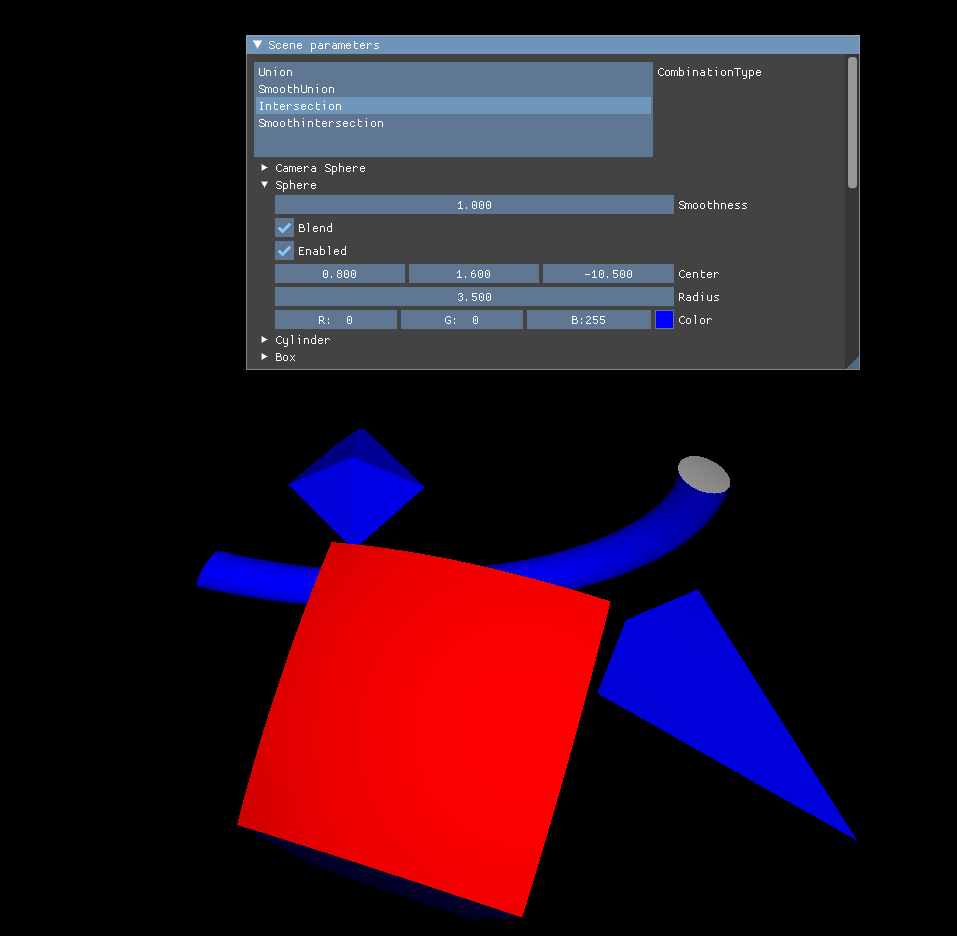 Scene parameters
Union CombinationType
SmoothUnion
Intersection
Smoothintersection
Camera Sphere
Sphere
1.000 Smoothness
Blend
Enabled
0.800 1.600 -10.500 Center
3.500 Radius
R: 0 G: 0 B:255 Color
Cylinder
Box